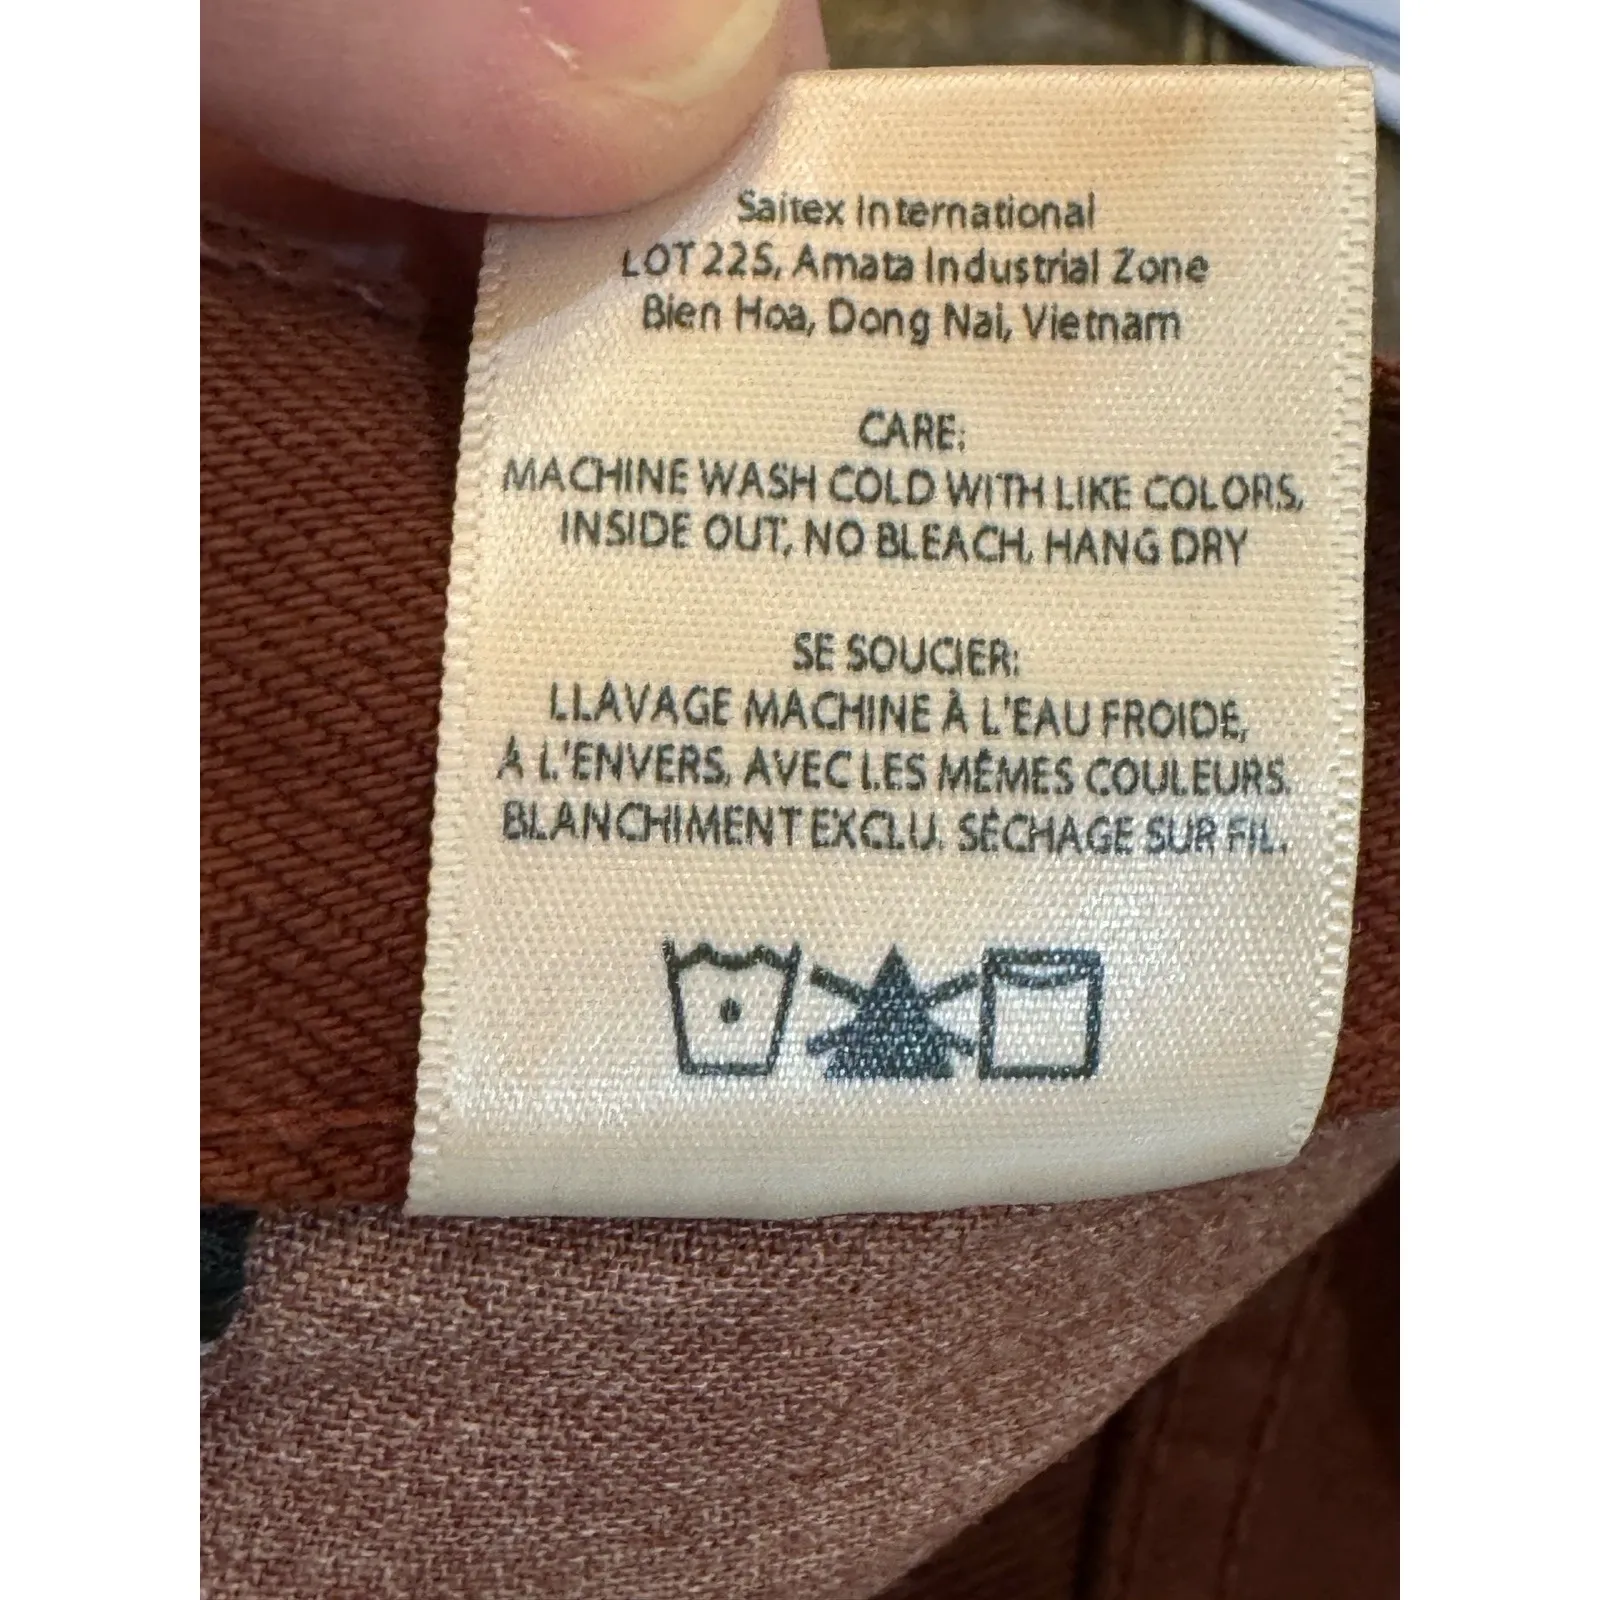 Saitex International
LOT 225, Amata Industrial Zone
Bien Hoa, Dong Nai, Vietnam
CARE:
MACHINE WASH COLD WITH LIKE COLORS,
INSIDE OUT, NO BLEACH, HANG DRY
SE SOUCIER:
LLAVAGE MACHINE À L'EAU FROIDE,
A L'ENVERS, AVEC LES MÊMES COULEURS.
BLANCHIMENT EXCLU. SÉCHAGE SUR FIL.